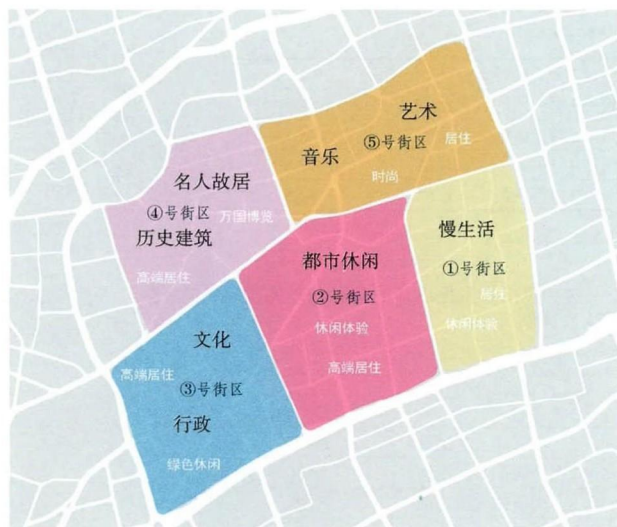 艺术
音乐
⑤号街区
居住
时尚
名人故居
④号街区
万国博览
历史建筑
高端居住
慢生活
①号街区
居住
休闲体验
都市休闲
②号街区
休闲体验
高端居住
文化
高端居住
③号街区
行政
绿色休闲